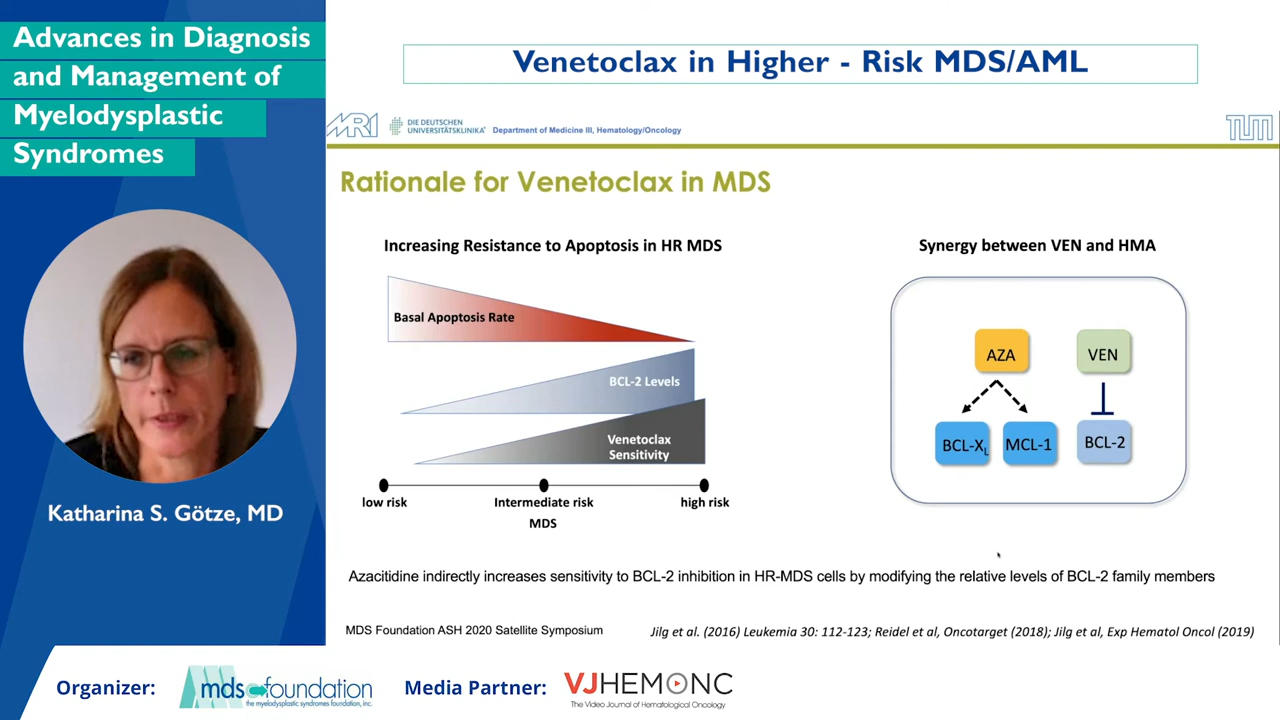 Advances in Diagnosis
and Management of
Myelodysplastic
Syndromes
Katharina S. Götze, MD
Venetoclax in Higher - Risk MDS/AML
MRI
DIE DEUTSCHEN
UNIVERSITÄTSKLINIKA®
Department of Medicine III, Hematology/Oncology
TUM
Rationale for Venetoclax in MDS
Increasing Resistance to Apoptosis in HR MDS
Basal Apoptosis Rate
BCL-2 Levels
Venetoclax
Sensitivity
low risk
Intermediate risk
high risk
MDS
Synergy between VEN and HMA
AZA
VEN
BCL-XL
MCL-1
BCL-2
Azacitidine indirectly increases sensitivity to BCL-2 inhibition in HR-MDS cells by modifying the relative levels of BCL-2 family members
MDS Foundation ASH 2020 Satellite Symposium
Jilg et al. (2016) Leukemia 30: 112-123; Reidel et al, Oncotarget (2018); Jilg et al, Exp Hematol Oncol (2019)
Organizer:
mds foundation
the myelodysplastic syndromes foundation, inc.
Media Partner:
VJHEMONC
The Video Journal of Hematological Oncology